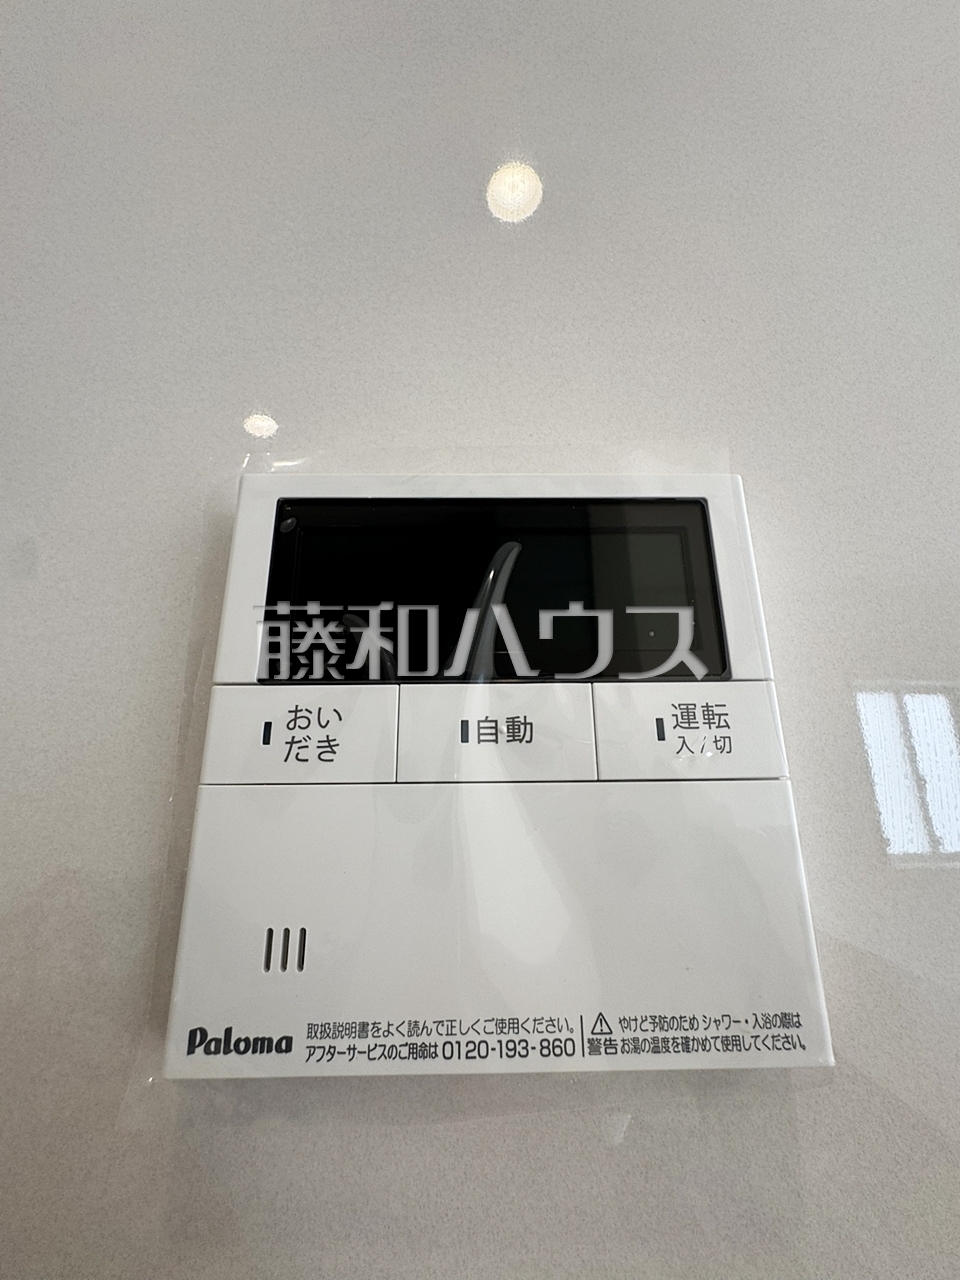 藤和ハウス
おい
だき
自動
運転
入/切
Paloma
取扱説明書をよく読んで正しくご使用ください。
アフターサービスのご用命は 0120-193-860
警告
やけど予防のため シャワー・入浴の際は
お湯の温度を確かめて使用してください。